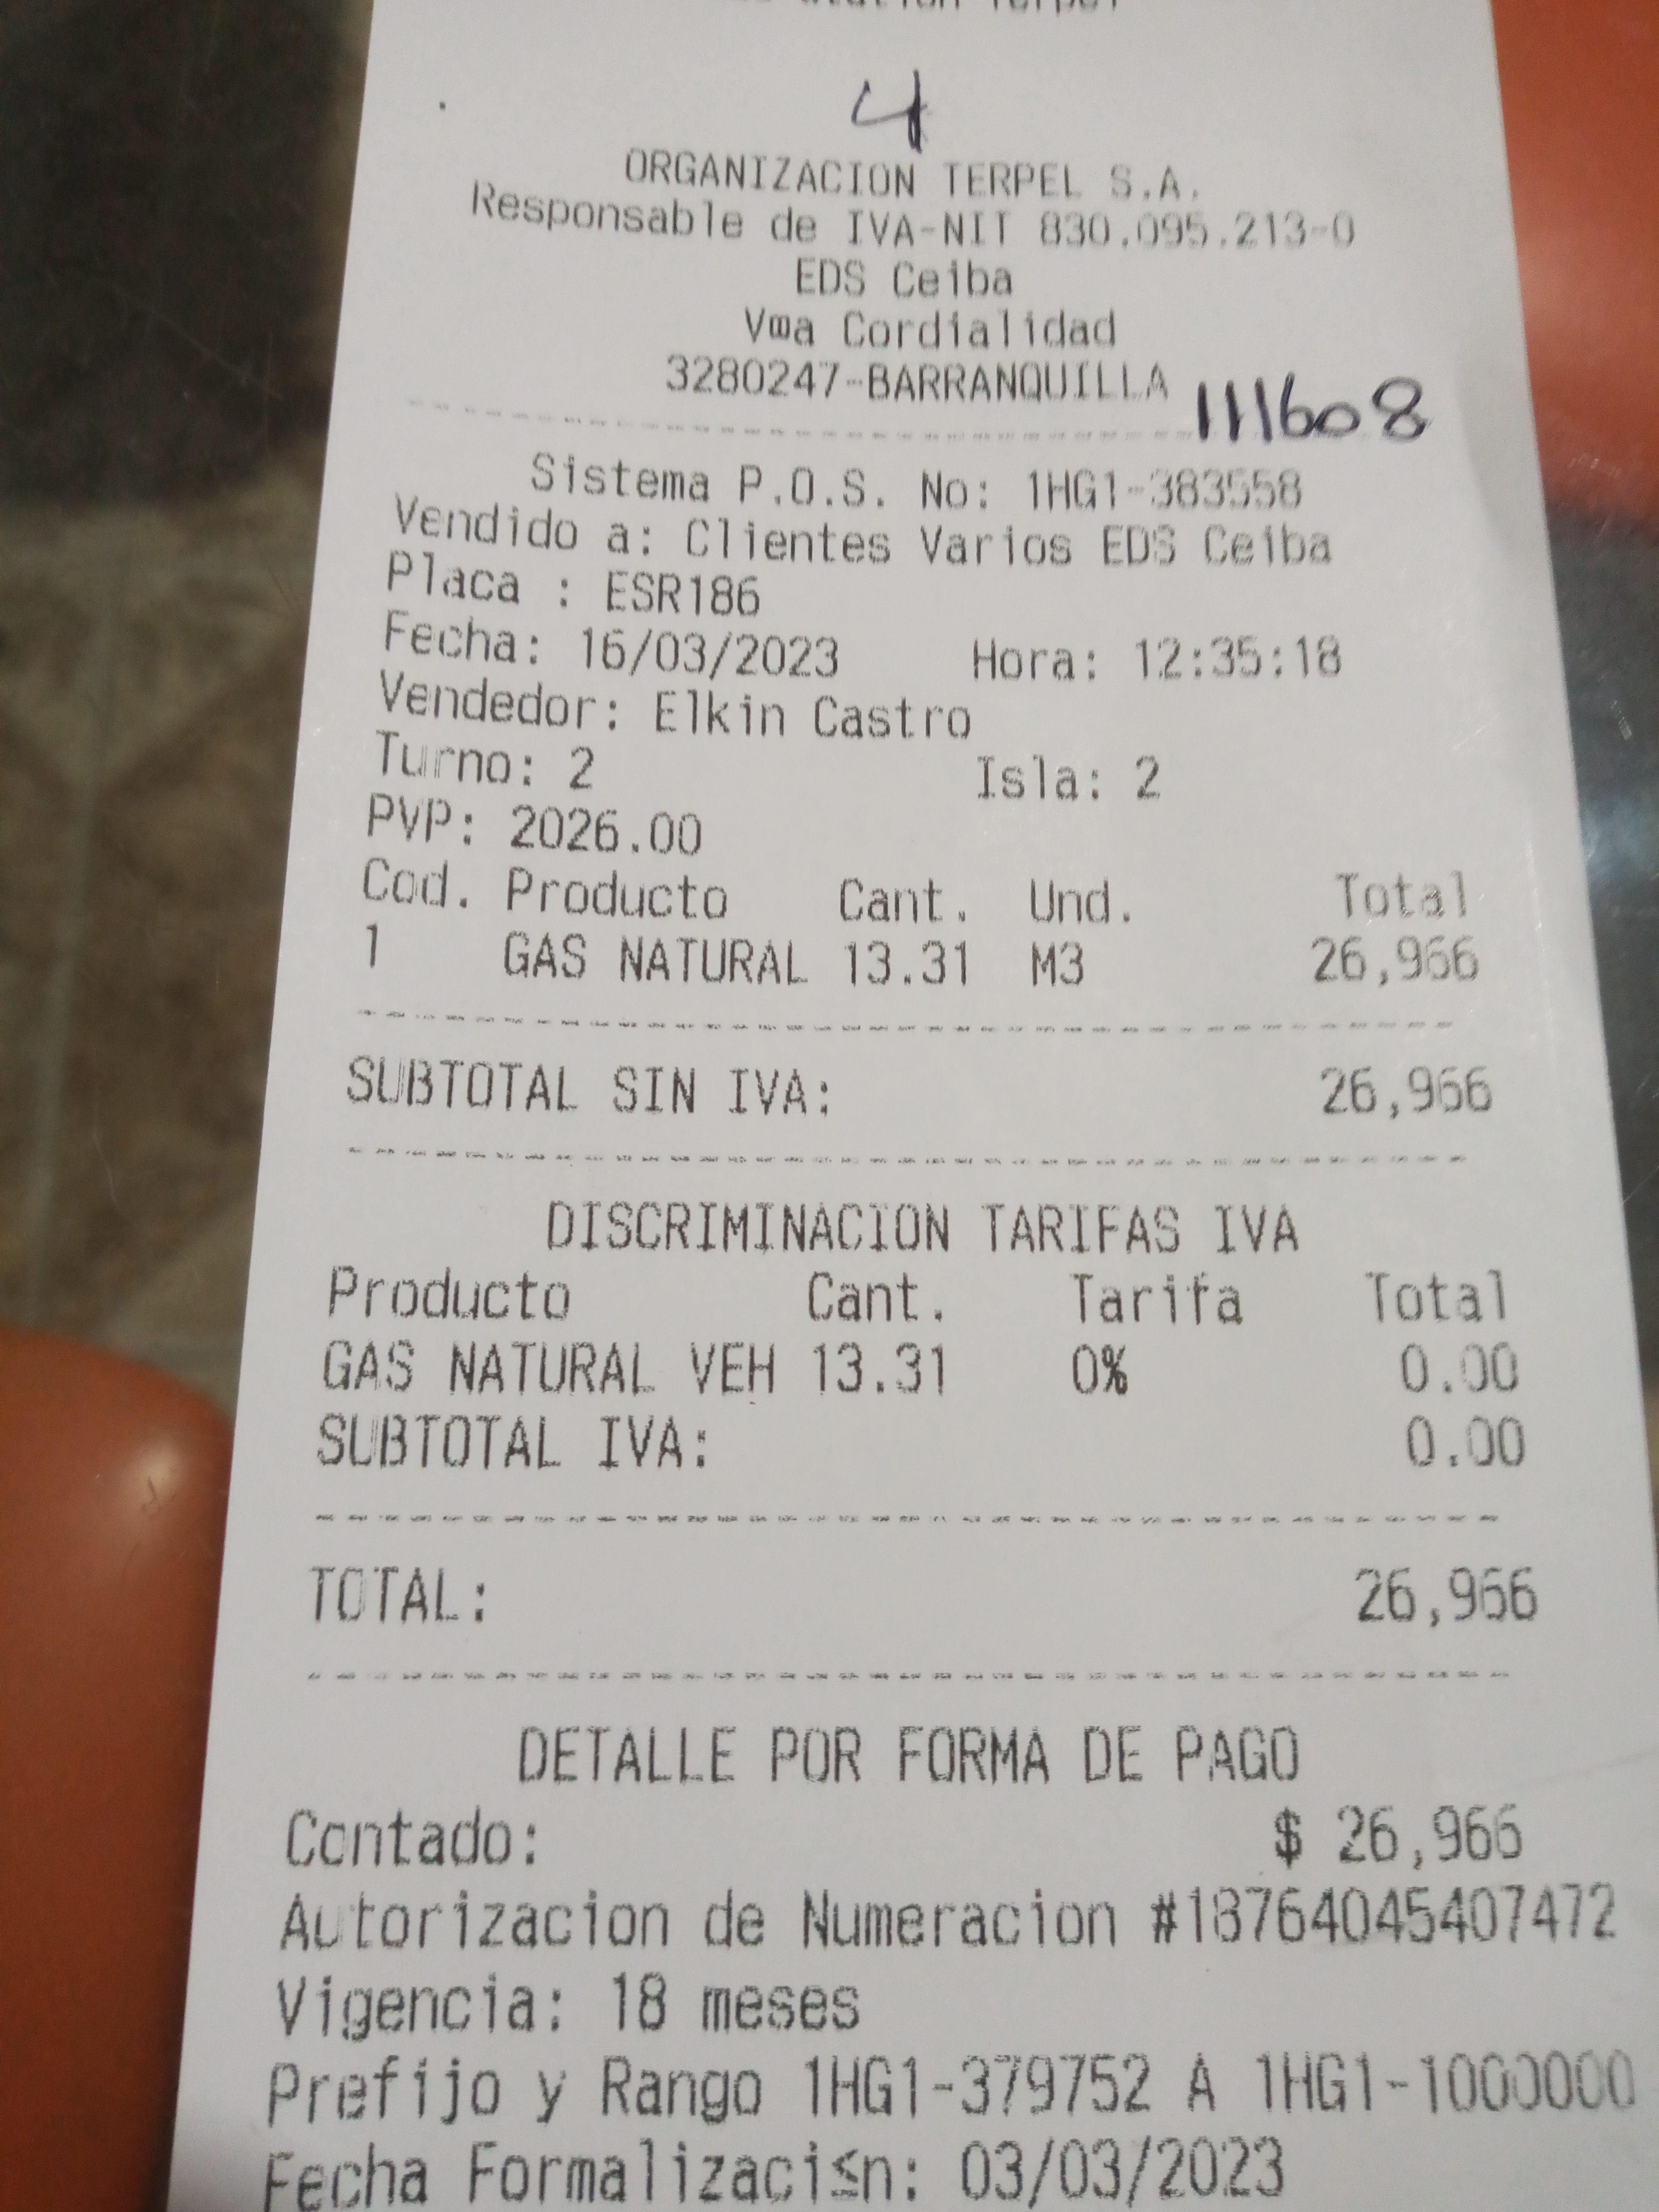 4
ORGANIZACION TERPEL S.A.
Responsable de IVA-NIT 830.095.213-0
EDS Ceiba
V¤a Cordialidad
3280247-BARRANQUILLA
111608
Sistema P.O.S. No: 1HG1-383558
Vendido a: Clientes Varios EDS Ceiba
Placa : ESR186
Fecha: 16/03/2023 Hora: 12:35:18
Vendedor: Elkin Castro
Turno: 2 Isla: 2
PVP: 2026.00
Cod. Producto Cant. Und. Total
1 GAS NATURAL 13.31 M3 26,966
SUBTOTAL SIN IVA: 26,966
DISCRIMINACION TARIFAS IVA
Producto Cant. Tarifa Total
GAS NATURAL VEH 13.31 0% 0.00
SUBTOTAL IVA: 0.00
TOTAL: 26,966
DETALLE POR FORMA DE PAGO
Contado: $ 26,966
Autorizacion de Numeracion #18764045407472
Vigencia: 18 meses
Prefijo y Rango 1HG1-379752 A 1HG1-1000000
Fecha Formalizaci≤n: 03/03/2023